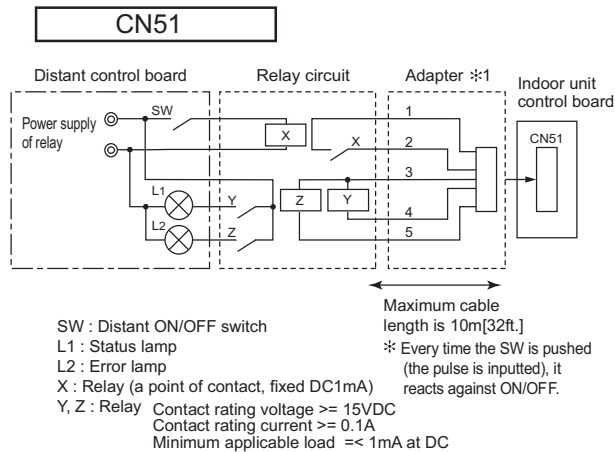 CN51
Distant control board
Relay circuit
Adapter ✻1
Indoor unit
control board
Power supply
of relay
SW
X
X
1
2
3
4
5
CN51
L1
L2
Y
Z
Z
Y
Maximum cable
length is 10m[32ft.]
✻ Every time the SW is pushed
(the pulse is inputted), it
reacts against ON/OFF.
SW : Distant ON/OFF switch
L1 : Status lamp
L2 : Error lamp
X : Relay (a point of contact, fixed DC1mA)
Y, Z : Relay Contact rating voltage >= 15VDC
Contact rating current >= 0.1A
Minimum applicable load =< 1mA at DC